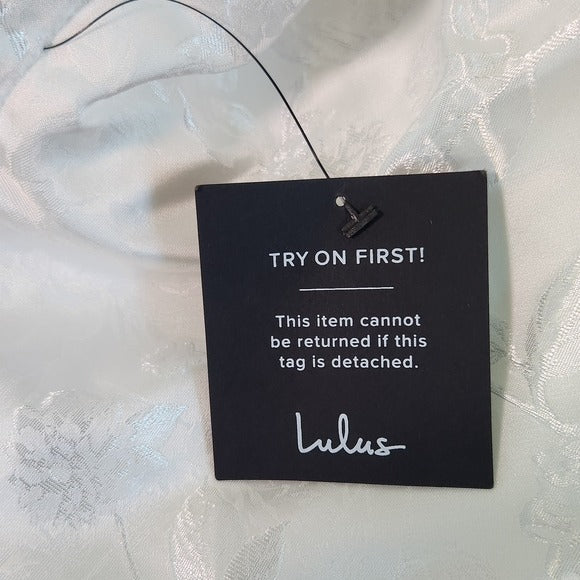 TRY ON FIRST!
This item cannot
be returned if this
tag is detached.
Lulus